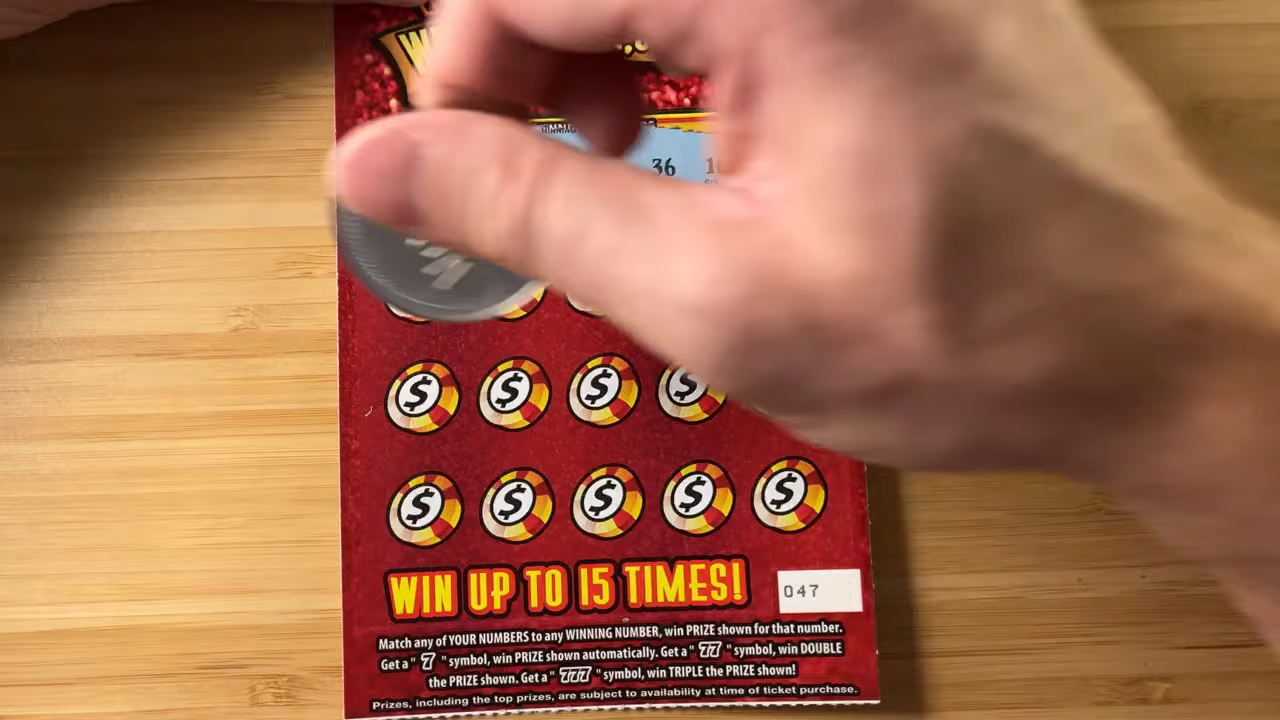 36
WIN UP TO 15 TIMES!
047
Match any of YOUR NUMBERS to any WINNING NUMBER, win PRIZE shown for that number.
Get a " 7 " symbol, win PRIZE shown automatically. Get a " 77 " symbol, win DOUBLE
the PRIZE shown. Get a " 777 " symbol, win TRIPLE the PRIZE shown!
Prizes, including the top prizes, are subject to availability at time of ticket purchase.